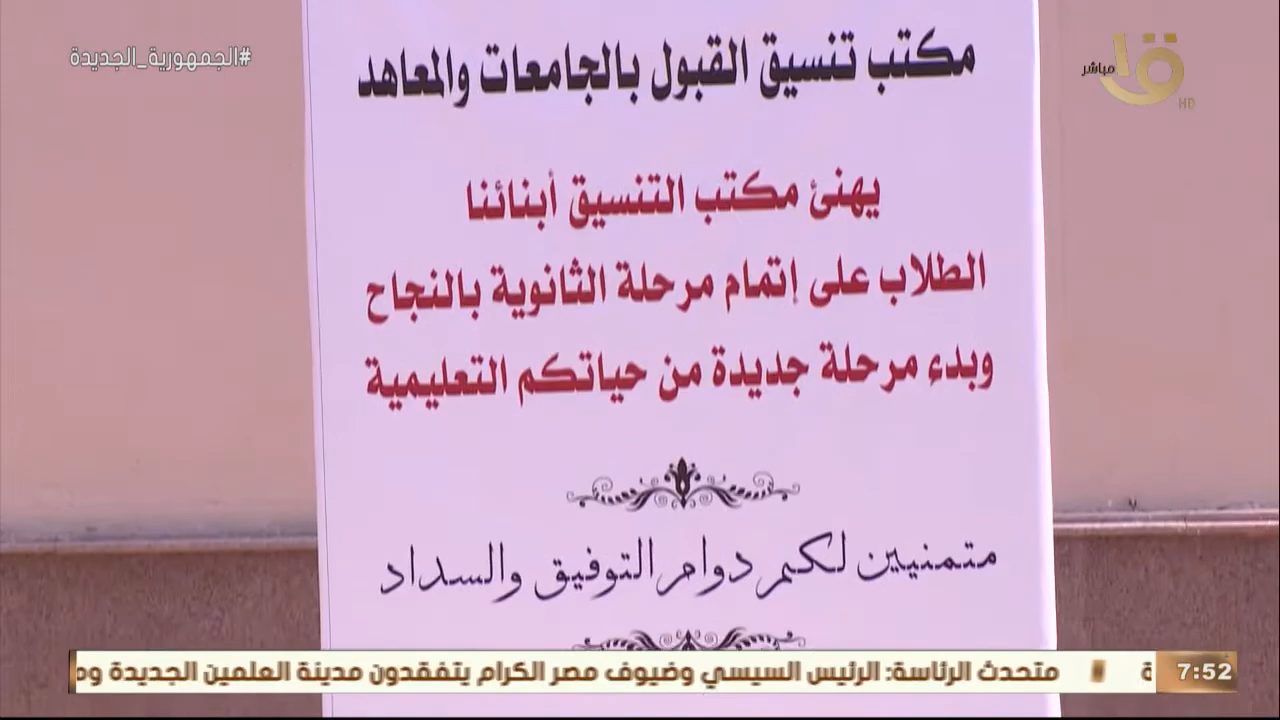 #الجمهورية_الجديدة
مباشر
HD
مكتب تنسيق القبول بالجامعات والمعاهد
يهنئ مكتب التنسيق أبنائنا
الطلاب على إتمام مرحلة الثانوية بالنجاح
وبدء مرحلة جديدة من حياتكم التعليمية
متمنيين لكم دوام التوفيق والسداد
7:52
متحدث الرئاسة: الرئيس السيسي وضيوف مصر الكرام يتفقدون مدينة العلمين الجديدة